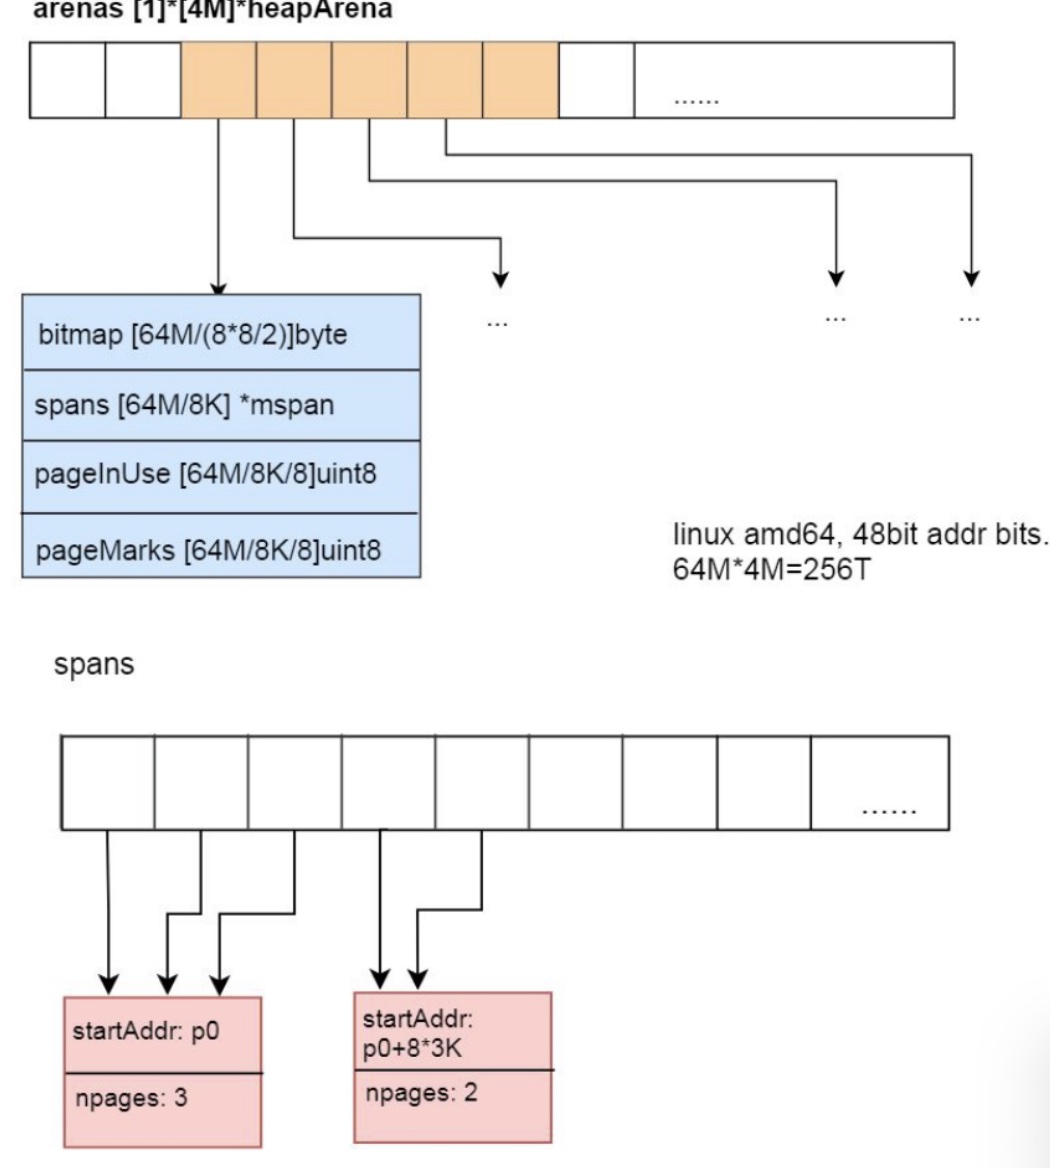 arenas [1]*[4M]*heapArena
......
...
...
...
bitmap [64M/(8*8/2)]byte
spans [64M/8K] *mspan
pageInUse [64M/8K/8]uint8
pageMarks [64M/8K/8]uint8
linux amd64, 48bit addr bits.
64M*4M=256T
spans
......
startAddr: p0
npages: 3
startAddr:
p0+8*3K
npages: 2